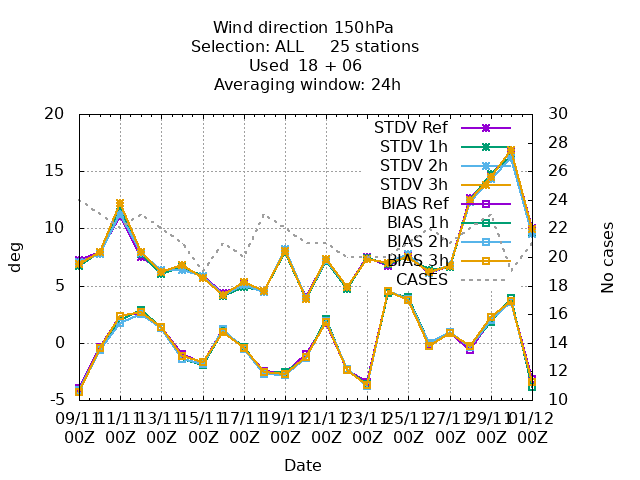 Wind direction 150hPa
Selection: ALL 25 stations
Used 18 + 06
Averaging window: 24h
20 15 10 5 0 -5
deg
30 28 26 24 22 20 18 16 14 12 10
No cases
STDV Ref
STDV 1h
STDV 2h
STDV 3h
BIAS Ref
BIAS 1h
BIAS 2h
BIAS 3h
CASES
09/11 11/11 13/11 15/11 17/11 19/11 21/11 23/11 25/11 27/11 29/11 01/12
00Z 00Z 00Z 00Z 00Z 00Z 00Z 00Z 00Z 00Z 00Z 00Z
Date